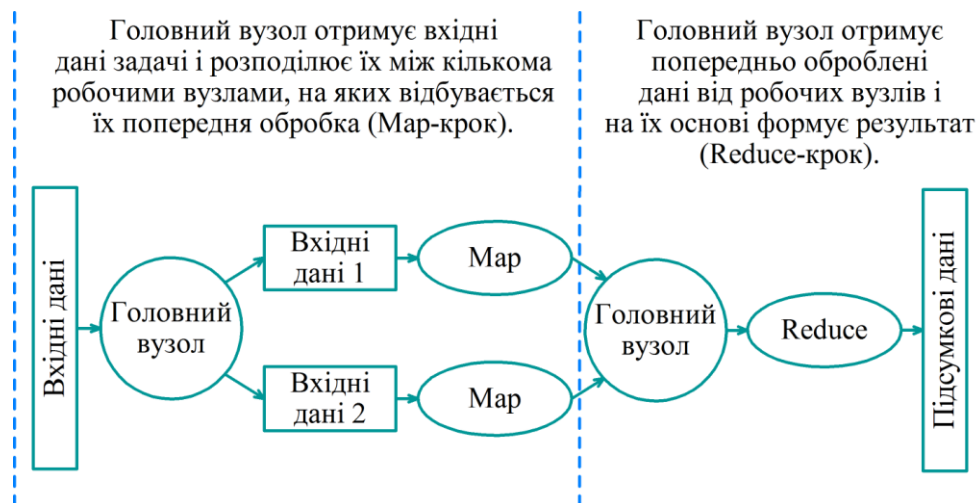 Головний вузол отримує вхідні
дані задачі і розподілює їх між кількома
робочими вузлами, на яких відбувається
їх попередня обробка (Map-крок).
Головний вузол отримує
попередньо оброблені
дані від робочих вузлів і
на їх основі формує результат
(Reduce-крок).
Вхідні дані
Головний
вузол
Вхідні
дані 1
Map
Вхідні
дані 2
Map
Головний
вузол
Reduce
Підсумкові дані